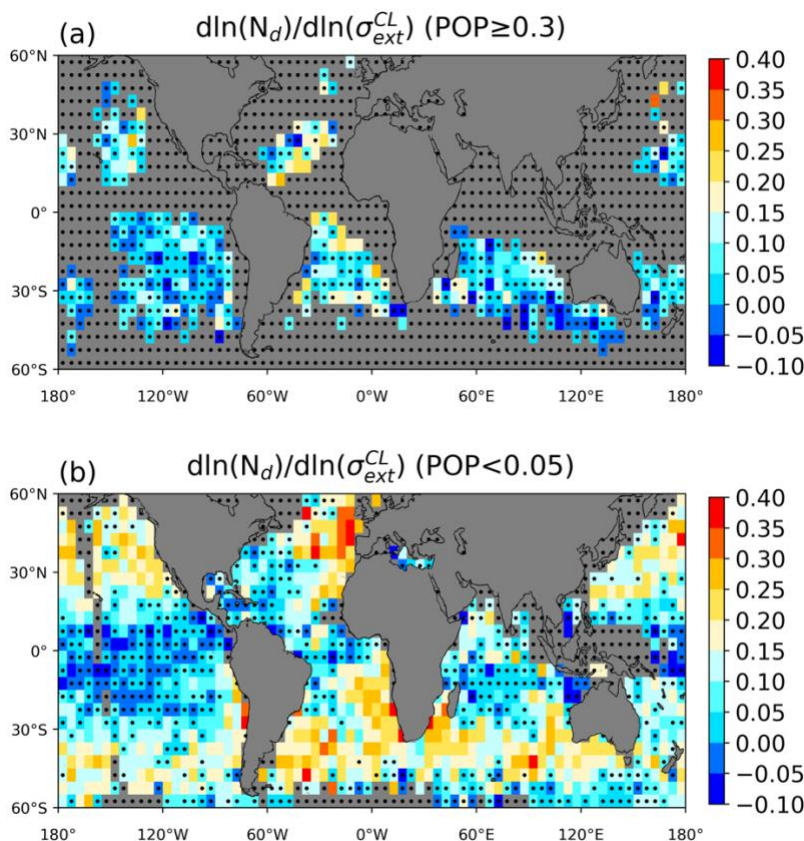 (a)
dln(N_d)/dln(σ_ext^CL) (POP≥0.3)
60°N
30°N
0°
30°S
60°S
180° 120°W 60°W 0°W 60°E 120°E 180°
0.40
0.35
0.30
0.25
0.20
0.15
0.10
0.05
0.00
−0.05
−0.10
(b)
dln(N_d)/dln(σ_ext^CL) (POP<0.05)
60°N
30°N
0°
30°S
60°S
180° 120°W 60°W 0°W 60°E 120°E 180°
0.40
0.35
0.30
0.25
0.20
0.15
0.10
0.05
0.00
−0.05
−0.10